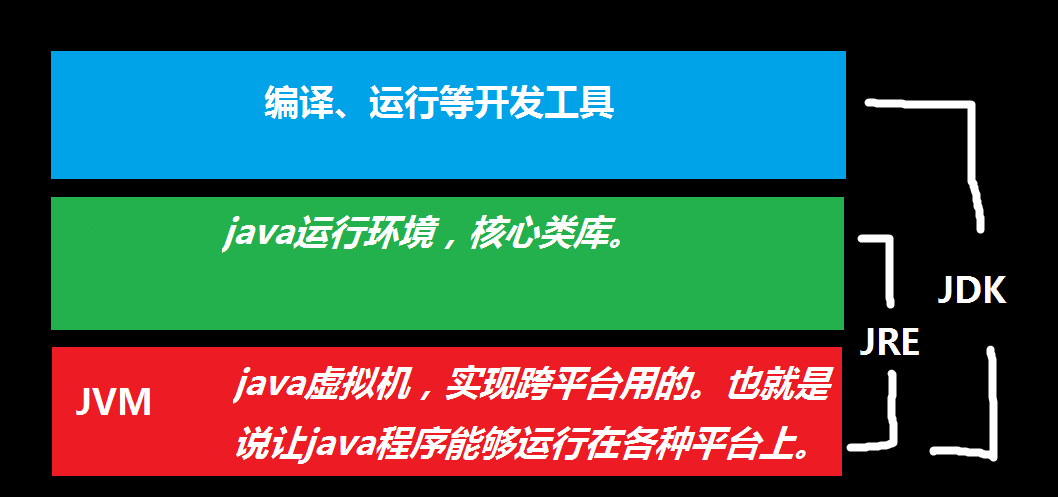 编译、运行等开发工具
java运行环境，核心类库。
JDK
JRE
JVM
java虚拟机，实现跨平台用的。也就是
说让java程序能够运行在各种平台上。